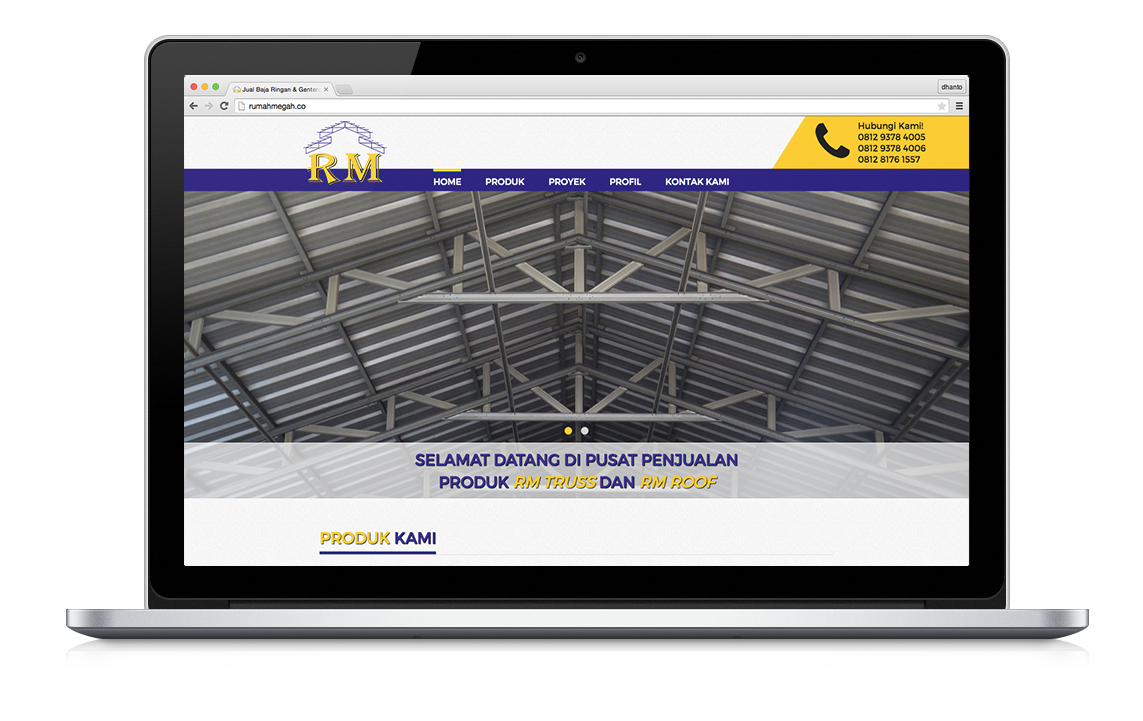 Jual Baja Ringan & Genten
dhanto
rumahmegah.co
RM
Hubungi Kami!
0812 9378 4005
0812 9378 4006
0812 8176 1557
HOME PRODUK PROYEK PROFIL KONTAK KAMI
SELAMAT DATANG DI PUSAT PENJUALAN
PRODUK RM TRUSS DAN RM ROOF
PRODUK KAMI